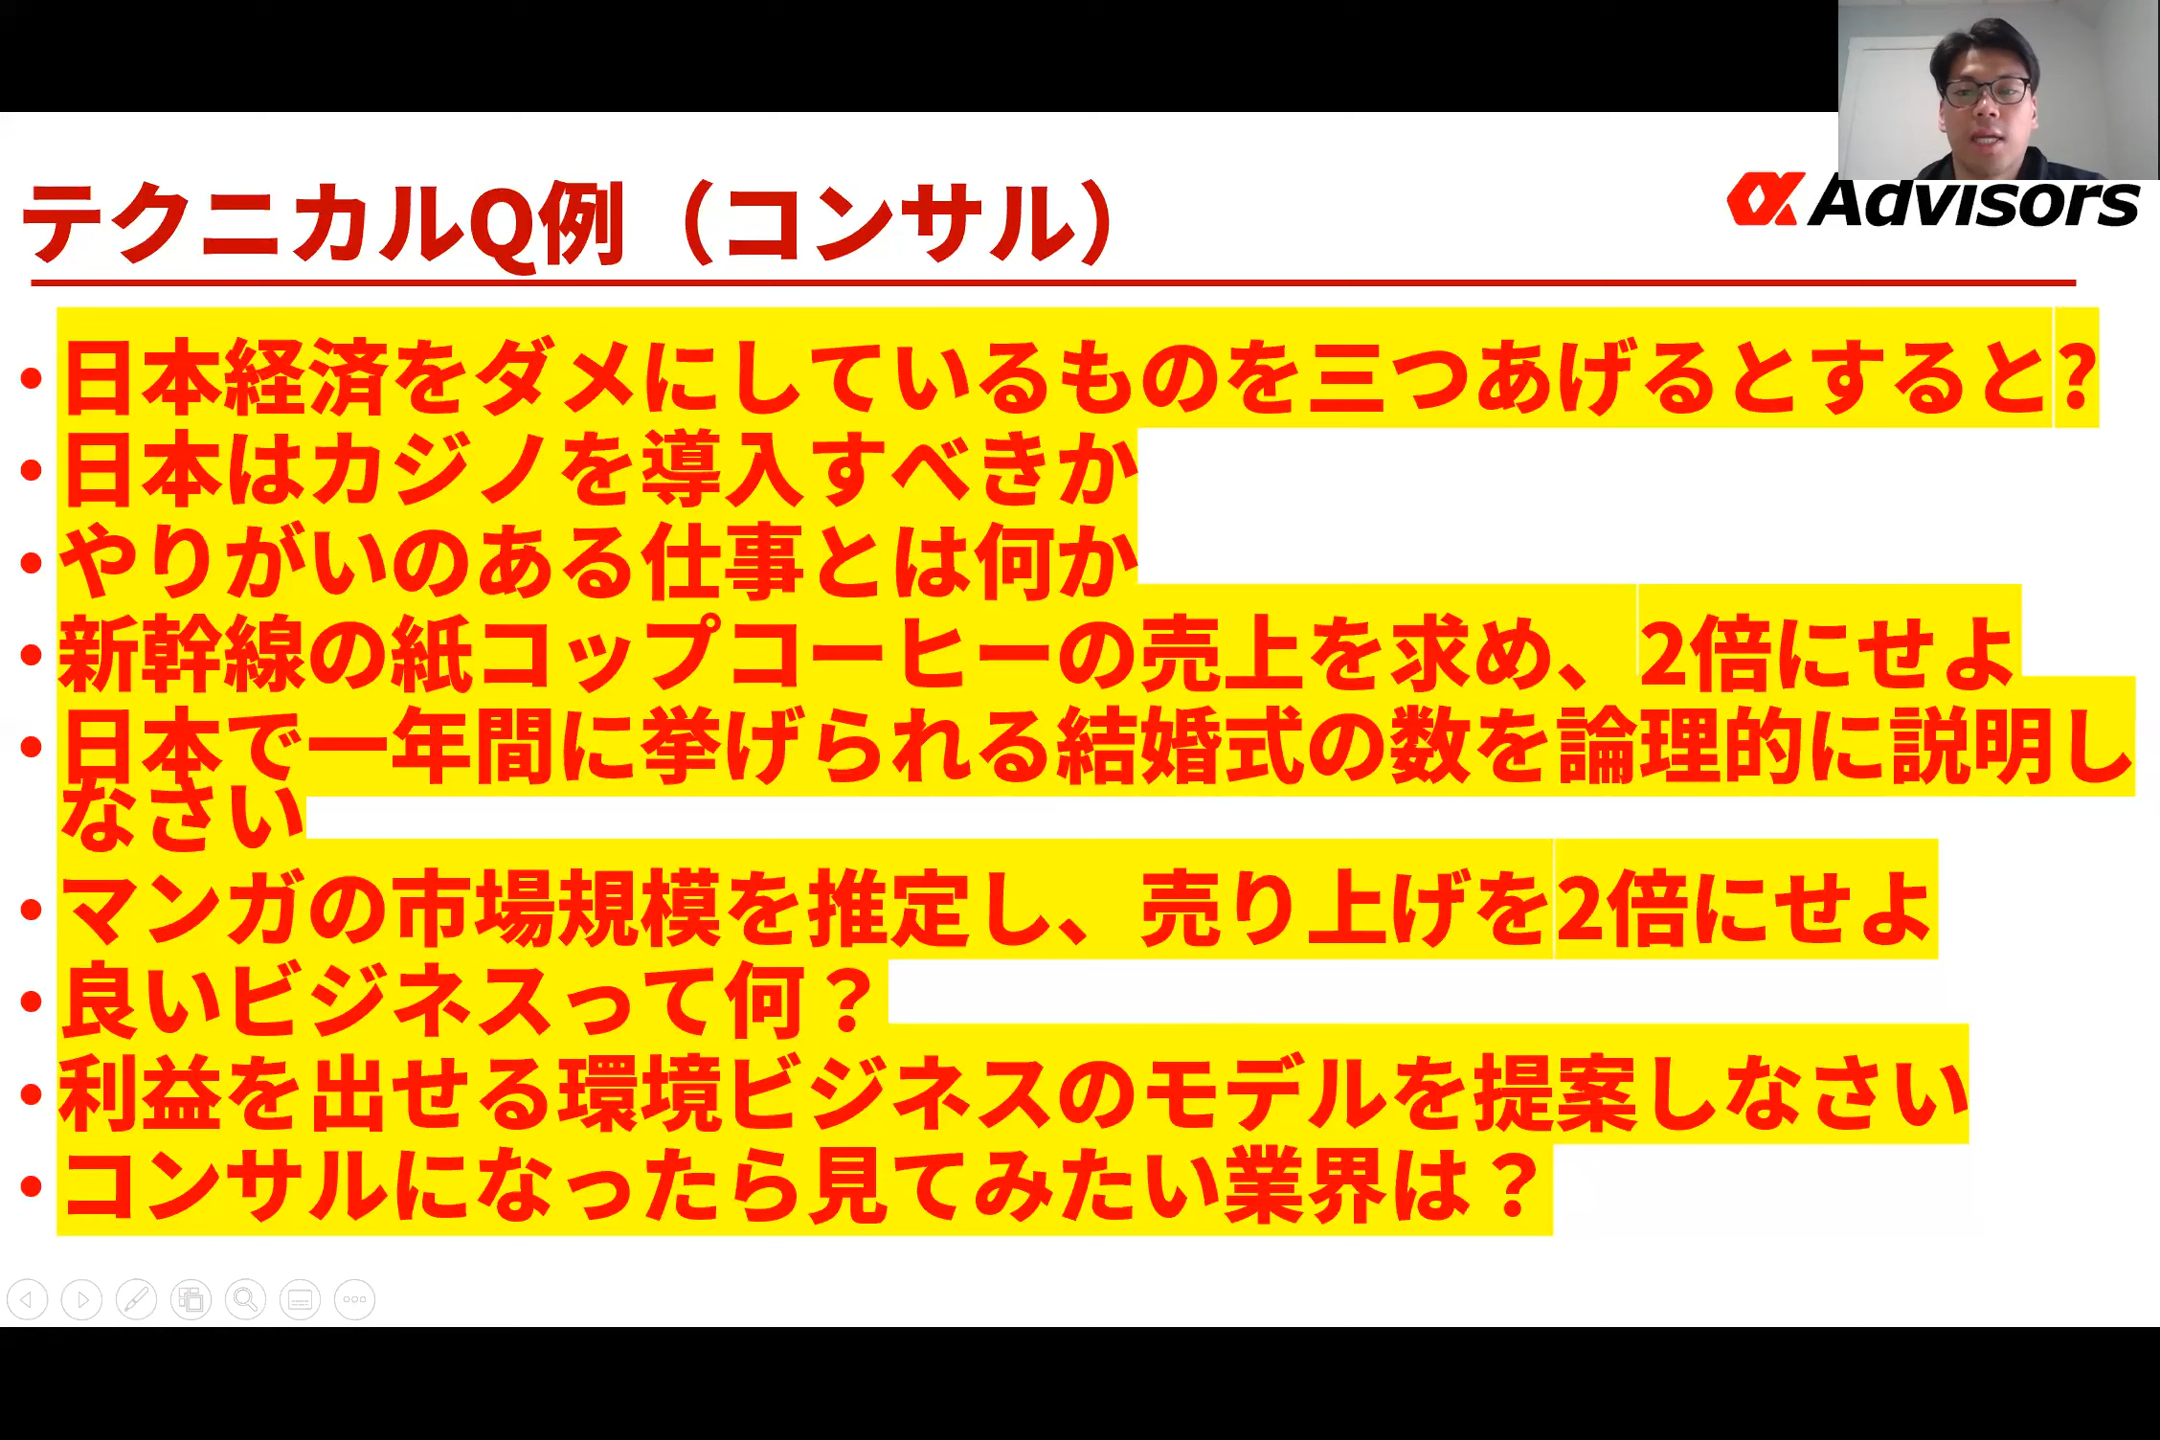 テクニカルQ例（コンサル）
αAdvisors
• 日本経済をダメにしているものを三つあげるとすると?
• 日本はカジノを導入すべきか
• やりがいのある仕事とは何か
• 新幹線の紙コップコーヒーの売上を求め、2倍にせよ
• 日本で一年間に挙げられる結婚式の数を論理的に説明し
なさい
• マンガの市場規模を推定し、売り上げを2倍にせよ
• 良いビジネスって何？
• 利益を出せる環境ビジネスのモデルを提案しなさい
• コンサルになったら見てみたい業界は？